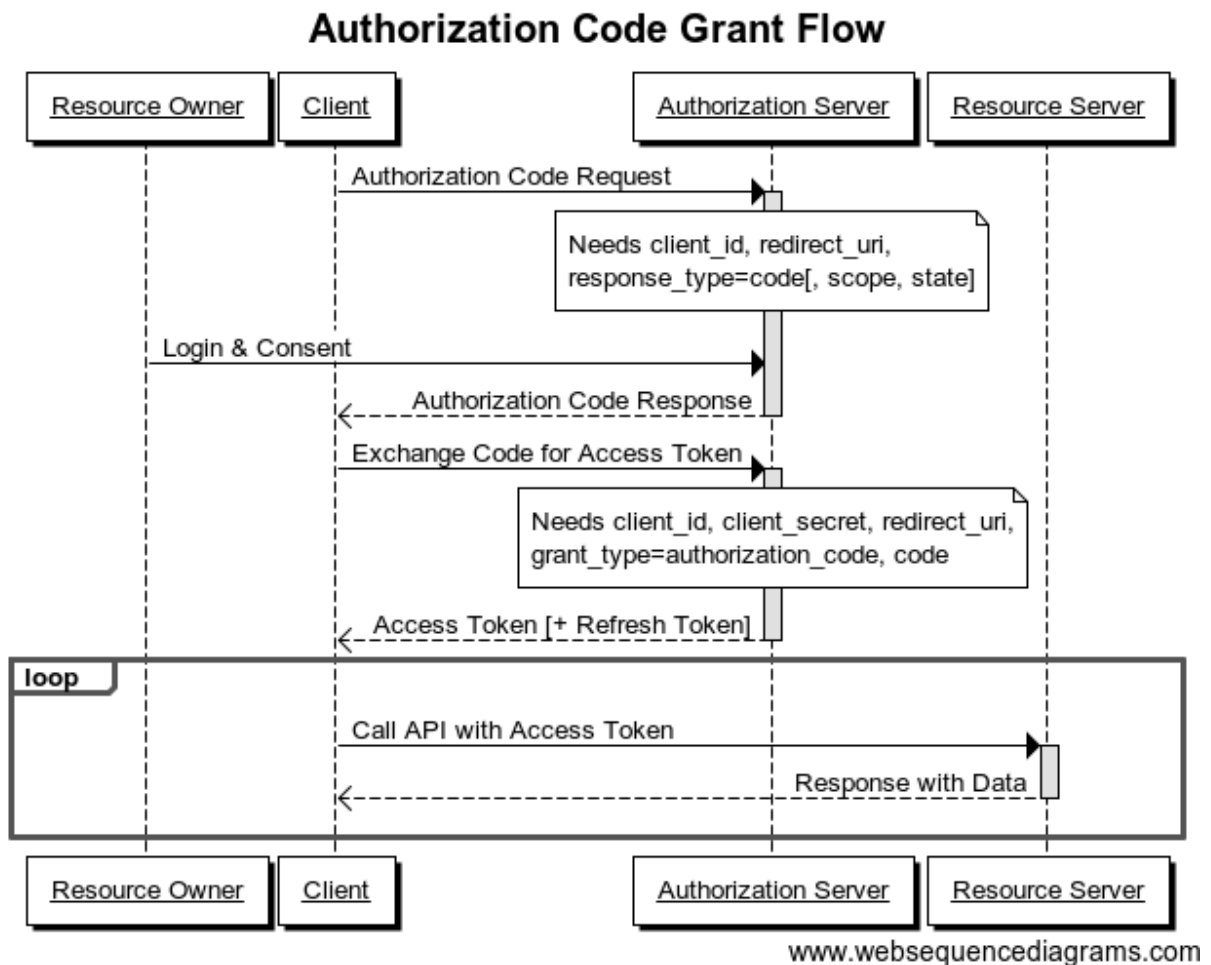 Authorization Code Grant Flow
Resource Owner
Client
Authorization Server
Resource Server
Authorization Code Request
Needs client_id, redirect_uri,
response_type=code[, scope, state]
Login & Consent
Authorization Code Response
Exchange Code for Access Token
Needs client_id, client_secret, redirect_uri,
grant_type=authorization_code, code
Access Token [+ Refresh Token]
loop
Call API with Access Token
Response with Data
Resource Owner
Client
Authorization Server
Resource Server
www.websequencediagrams.com